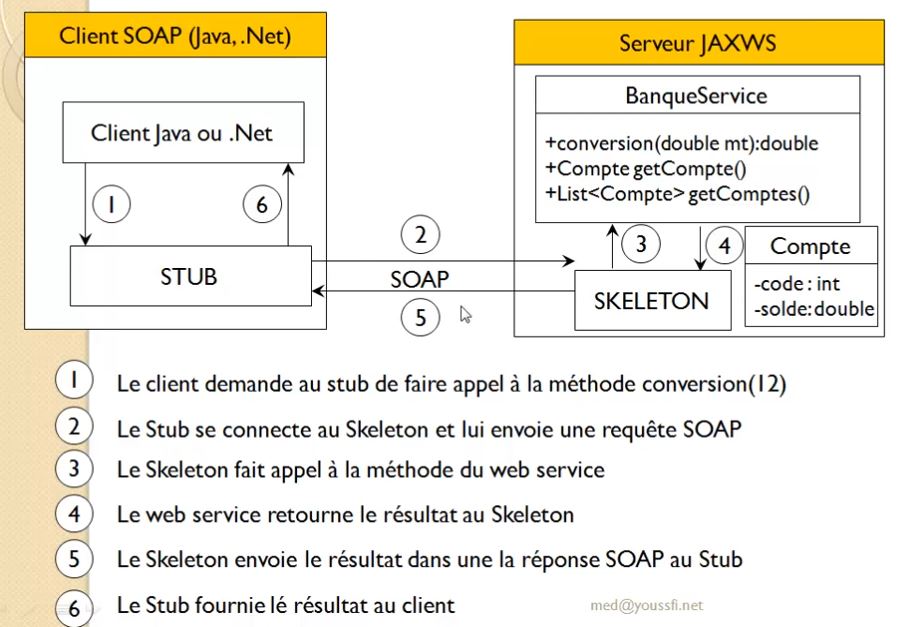 Client SOAP (Java, .Net)
Client Java ou .Net
1
6
STUB
2
SOAP
5
Serveur JAXWS
BanqueService
+conversion(double mt):double
+Compte getCompte()
+List<Compte> getComptes()
3
4
SKELETON
Compte
-code : int
-solde: double
1 Le client demande au stub de faire appel à la méthode conversion(12)
2 Le Stub se connecte au Skeleton et lui envoie une requête SOAP
3 Le Skeleton fait appel à la méthode du web service
4 Le web service retourne le résultat au Skeleton
5 Le Skeleton envoie le résultat dans une la réponse SOAP au Stub
6 Le Stub fournie lé résultat au client
med@youssfi.net